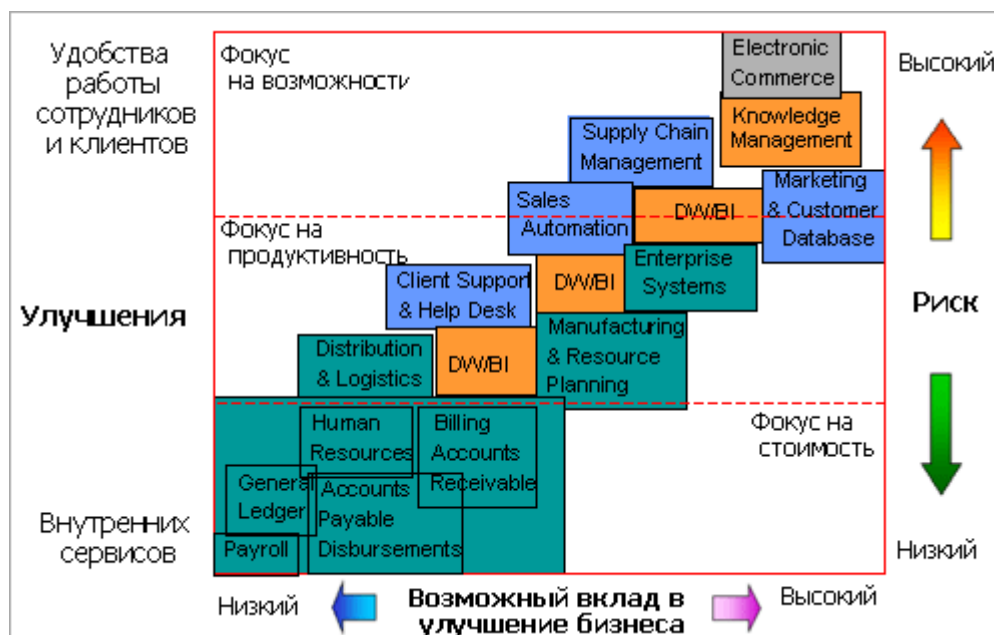 Удобства
работы
сотрудников
и клиентов
Фокус
на возможности
Electronic
Commerce
Высокий
Knowledge
Management
Supply Chain
Management
Marketing
& Customer
Database
Sales
Automation
DW/BI
Фокус на
продуктивность
Enterprise
Systems
DW/BI
Client Support
& Help Desk
Улучшения
Риск
Manufacturing
& Resource
Planning
Distribution
& Logistics
DW/BI
Фокус на
стоимость
Human
Resources
Billing
Accounts
Receivable
General
Ledger
Accounts
Payable
Disbursements
Payroll
Внутренних
сервисов
Низкий
Низкий
Возможный вклад в
улучшение бизнеса
Высокий